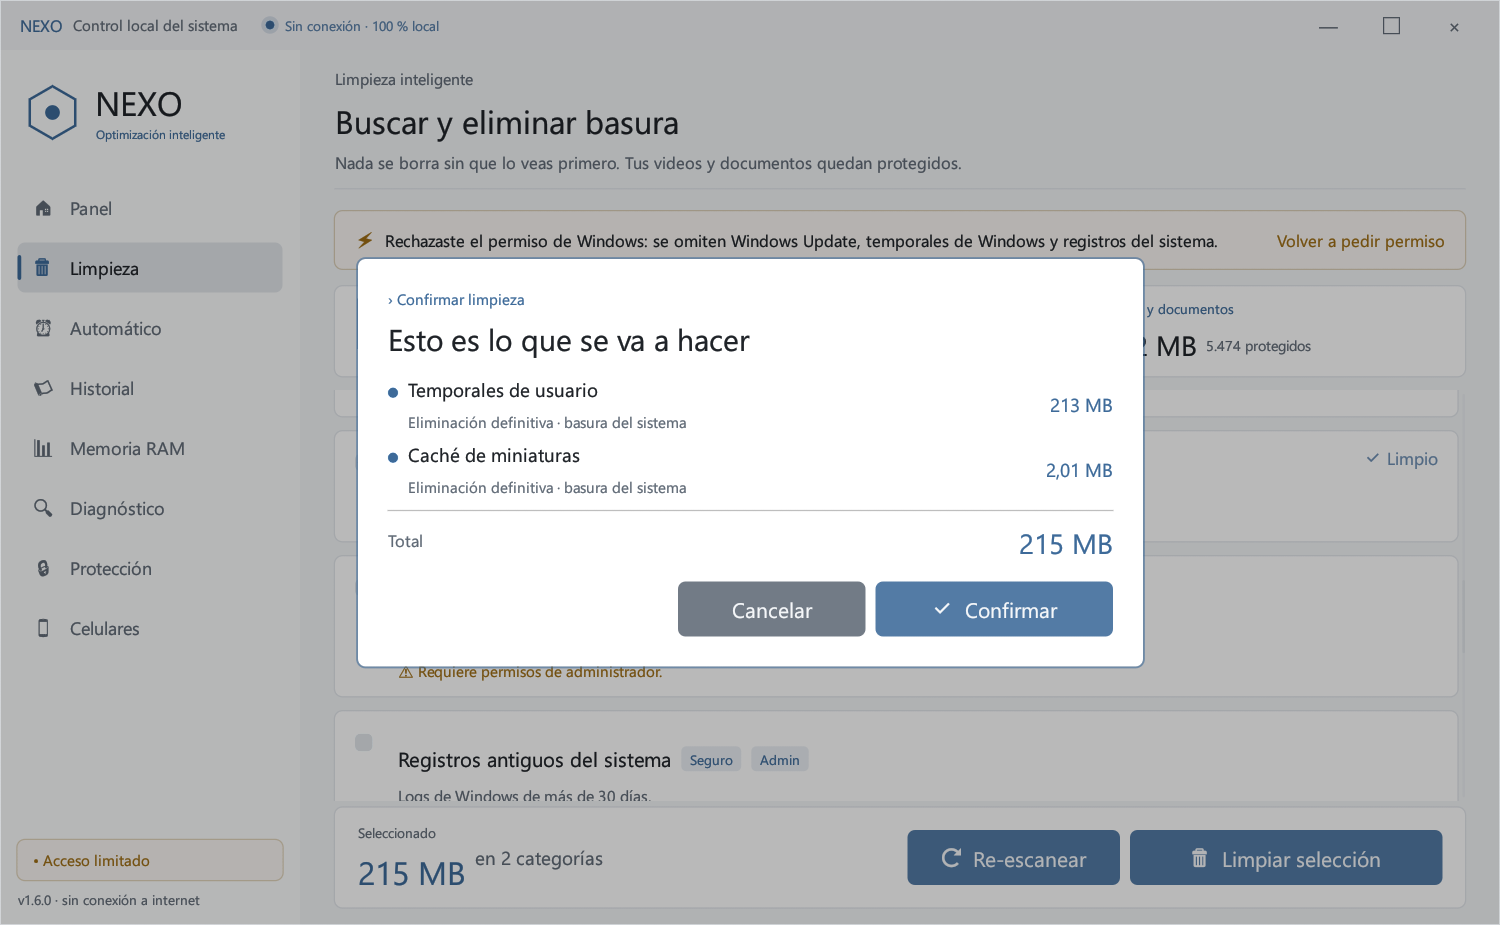 NEXO Control local del sistema
Sin conexión · 100 % local
NEXO
Optimización inteligente
Panel
Limpieza
Automático
Historial
Memoria RAM
Diagnóstico
Protección
Celulares
• Acceso limitado
v1.6.0 · sin conexión a internet
Limpieza inteligente
Buscar y eliminar basura
Nada se borra sin que lo veas primero. Tus videos y documentos quedan protegidos.
Rechazaste el permiso de Windows: se omiten Windows Update, temporales de Windows y registros del sistema.
Volver a pedir permiso
y documentos
MB 5.474 protegidos
Limpio
› Confirmar limpieza
Esto es lo que se va a hacer
Temporales de usuario
213 MB
Eliminación definitiva · basura del sistema
Caché de miniaturas
2,01 MB
Eliminación definitiva · basura del sistema
Total
215 MB
Cancelar
Confirmar
Requiere permisos de administrador.
Registros antiguos del sistema Seguro Admin
Logs de Windows de más de 30 días.
Seleccionado
215 MB en 2 categorías
Re-escanear
Limpiar selección